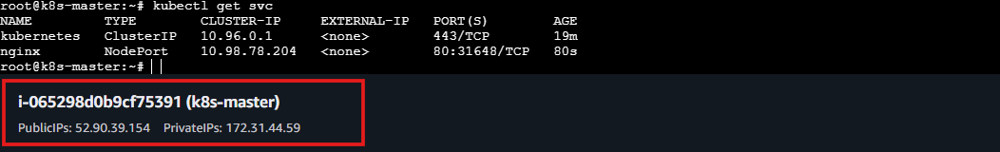 root@k8s-master:~# kubectl get svc
NAME         TYPE        CLUSTER-IP     EXTERNAL-IP   PORT(S)        AGE
kubernetes   ClusterIP   10.96.0.1      <none>        443/TCP        19m
nginx        NodePort    10.98.78.204   <none>        80:31648/TCP   80s
root@k8s-master:~#
i-065298d0b9cf75391 (k8s-master)
PublicIPs: 52.90.39.154    PrivateIPs: 172.31.44.59